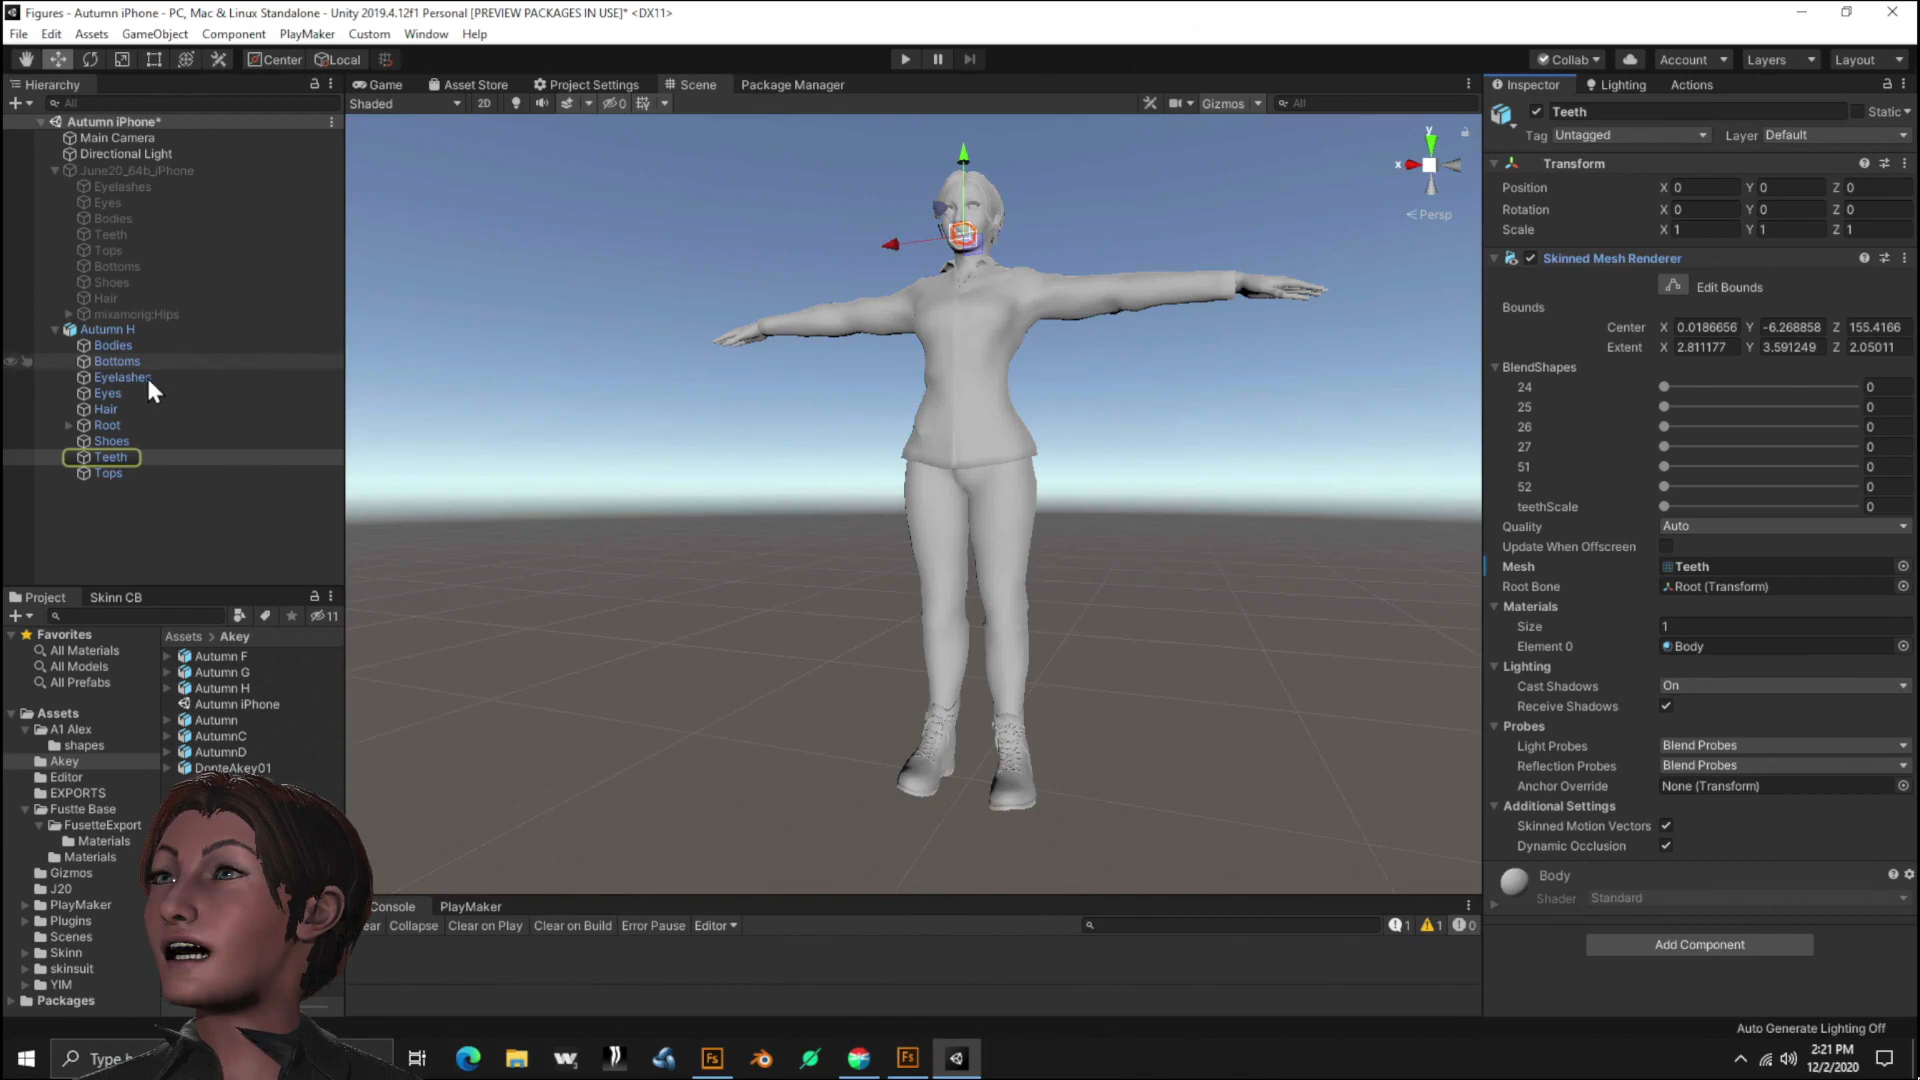 Figures - Autumn iPhone - PC, Mac & Linux Standalone - Unity 2019.4.12f1 Personal [PREVIEW PACKAGES IN USE]* <DX11>
File Edit Assets GameObject Component PlayMaker Custom Window Help
Center Local Collab Account Layers Layout
Hierarchy
All
Autumn iPhone*
Main Camera
Directional Light
June20_64b_iPhone
Eyelashes
Eyes
Bodies
Teeth
Tops
Bottoms
Shoes
Hair
mixamorig:Hips
Autumn H
Bodies
Bottoms
Eyelashes
Eyes
Hair
Root
Shoes
Teeth
Tops
Game Asset Store Project Settings Scene Package Manager
Shaded 2D 0 Gizmos All
y
x
Persp
Inspector Lighting Actions
Teeth Static
Tag Untagged Layer Default
Transform
Position X 0 Y 0 Z 0
Rotation X 0 Y 0 Z 0
Scale X 1 Y 1 Z 1
Skinned Mesh Renderer
Edit Bounds
Bounds
Center X 0.0186656 Y -6.268858 Z 155.4166
Extent X 2.811177 Y 3.591249 Z 2.05011
BlendShapes
24 0
25 0
26 0
27 0
51 0
52 0
teethScale 0
Quality Auto
Update When Offscreen
Mesh Teeth
Root Bone Root (Transform)
Materials
Size 1
Element 0 Body
Lighting
Cast Shadows On
Receive Shadows
Probes
Light Probes Blend Probes
Reflection Probes Blend Probes
Anchor Override None (Transform)
Additional Settings
Skinned Motion Vectors
Dynamic Occlusion
Body
Shader Standard
Add Component
Project Skinn CB
11
Favorites
All Materials
All Models
All Prefabs
Assets
A1 Alex
shapes
Akey
Editor
EXPORTS
Fustte Base
FusetteExport
Materials
Materials
Gizmos
J20
PlayMaker
Plugins
Scenes
Skinn
skinsuit
YIM
Packages
Assets > Akey
Autumn F
Autumn G
Autumn H
Autumn iPhone
Autumn
AutumnC
AutumnD
DonteAkey01
Console PlayMaker
ear Collapse Clear on Play Clear on Build Error Pause Editor 1 1 0
Auto Generate Lighting Off
Type h
Fs Fs
2:21 PM
12/2/2020